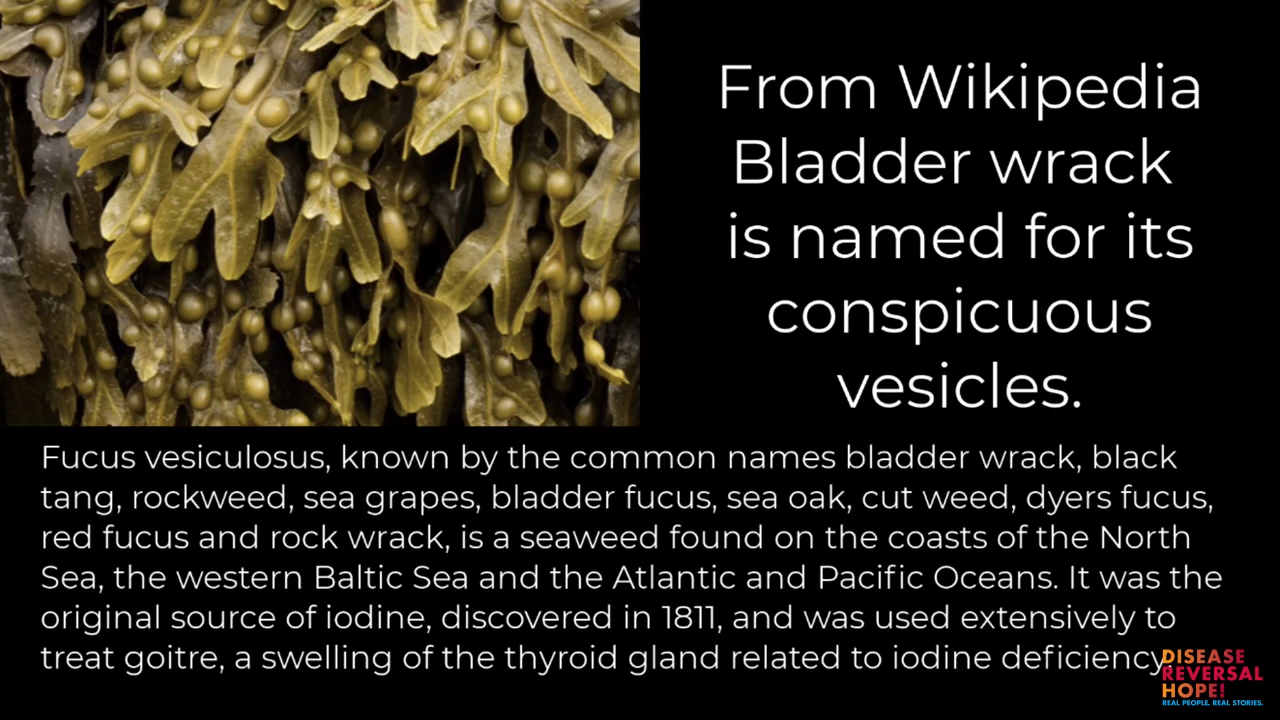 From Wikipedia
Bladder wrack
is named for its
conspicuous
vesicles.
Fucus vesiculosus, known by the common names bladder wrack, black
tang, rockweed, sea grapes, bladder fucus, sea oak, cut weed, dyers fucus,
red fucus and rock wrack, is a seaweed found on the coasts of the North
Sea, the western Baltic Sea and the Atlantic and Pacific Oceans. It was the
original source of iodine, discovered in 1811, and was used extensively to
treat goitre, a swelling of the thyroid gland related to iodine deficiency.
DISEASE
REVERSAL
HOPE!
REAL PEOPLE. REAL STORIES.